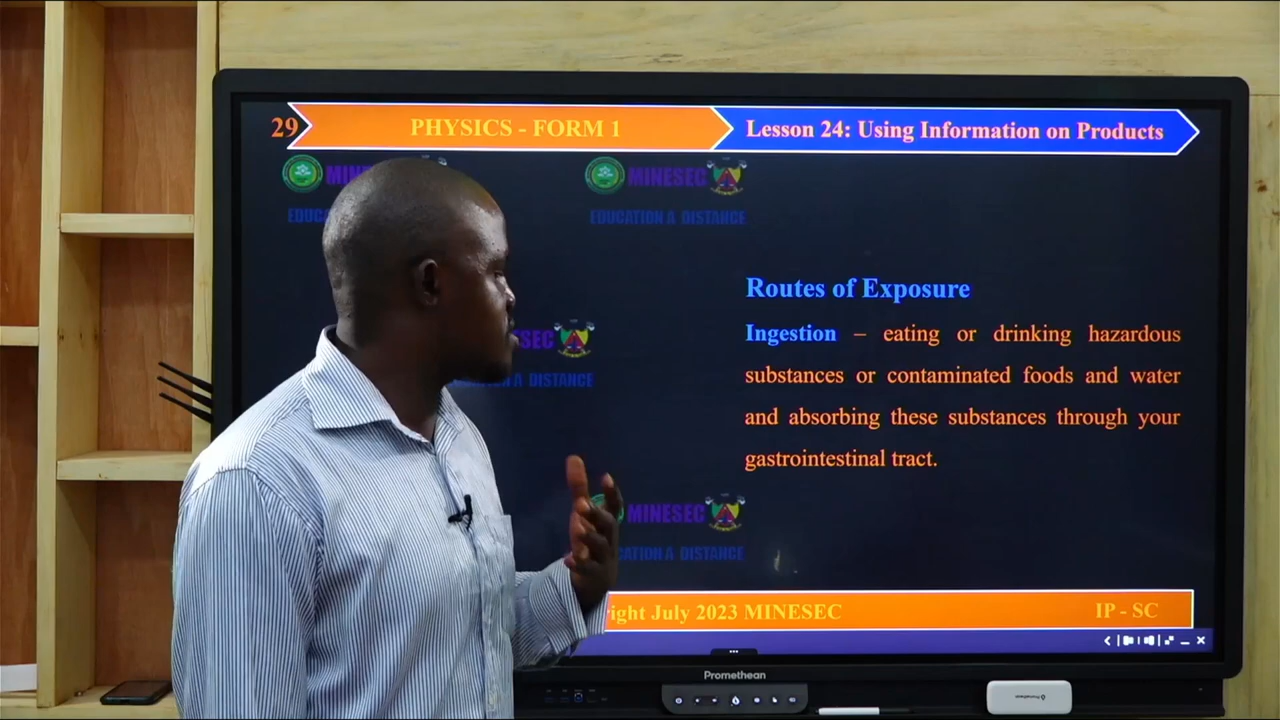 29
PHYSICS - FORM 1
Lesson 24: Using Information on Products
MINESEC
EDUCATION A DISTANCE
Routes of Exposure
Ingestion – eating or drinking hazardous
substances or contaminated foods and water
and absorbing these substances through your
gastrointestinal tract.
MINESEC
July 2023 MINESEC
IP - SC
Promethean